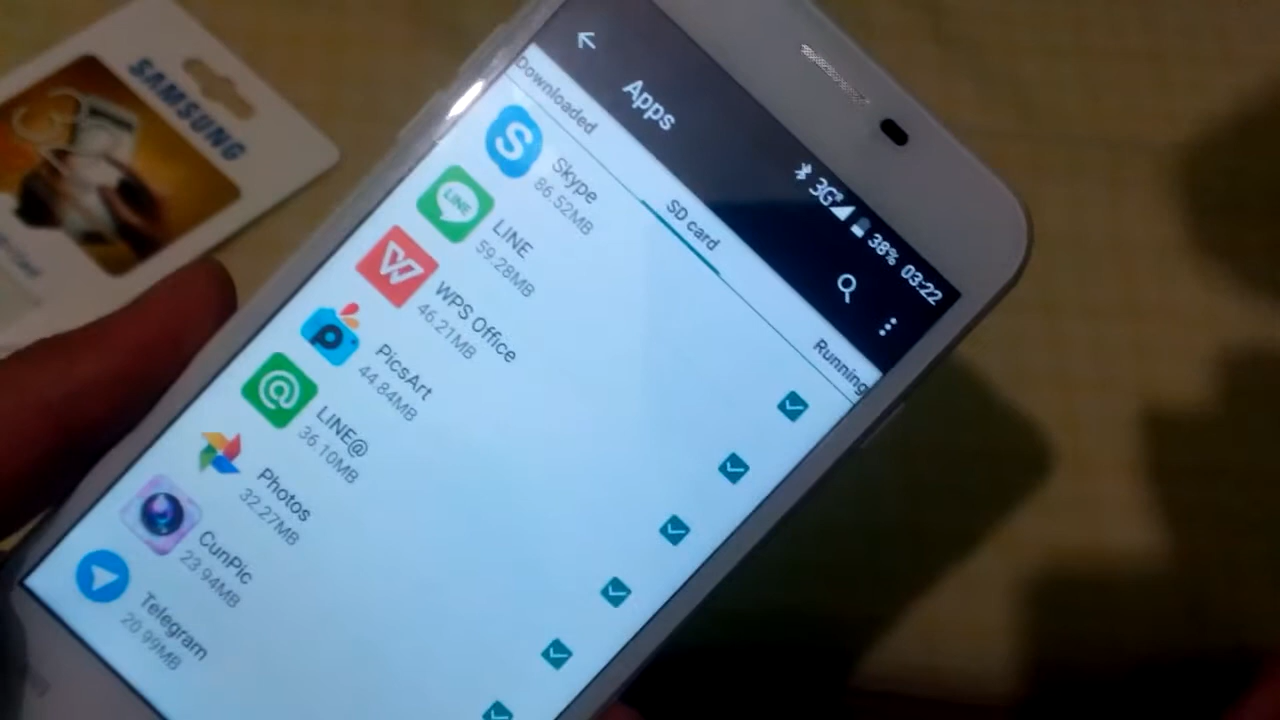 SAMSUNG
3G 38% 03:22
Apps
Downloaded
SD card
Running
Skype
86.52MB
LINE
LINE
59.28MB
WPS Office
46.21MB
PicsArt
44.84MB
LINE@
36.10MB
Photos
32.27MB
CunPic
23.94MB
Telegram
20.99MB